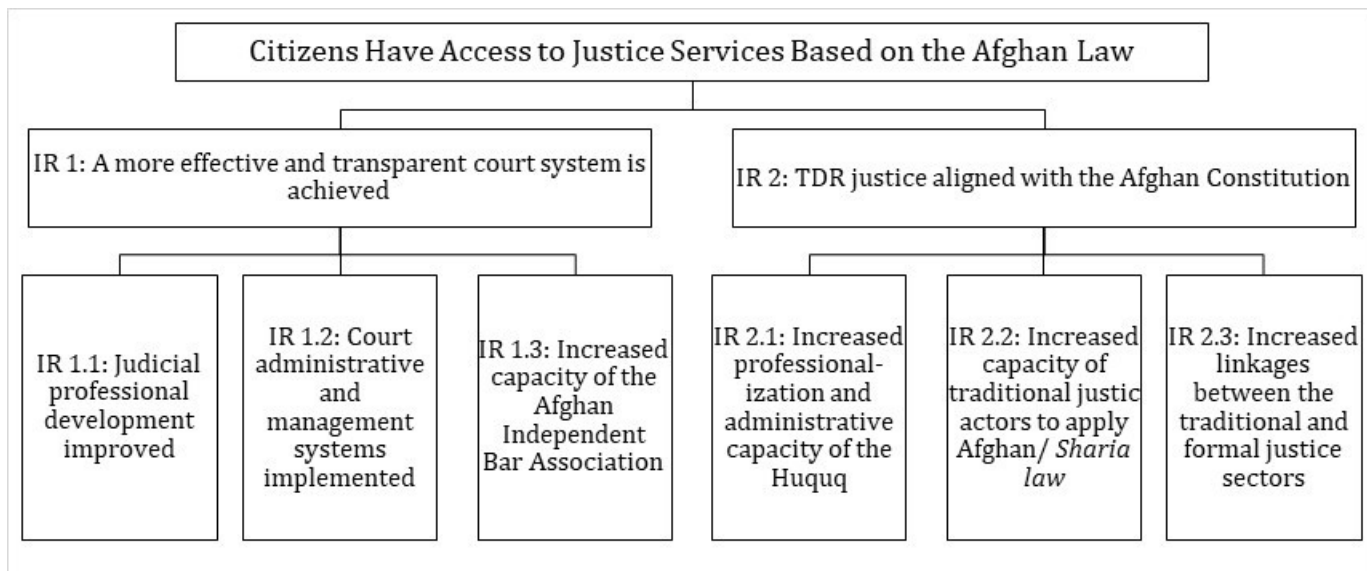 Citizens Have Access to Justice Services Based on the Afghan Law
IR 1: A more effective and transparent court system is
achieved
IR 2: TDR justice aligned with the Afghan Constitution
IR 1.1: Judicial
professional
development
improved
IR 1.2: Court
administrative
and
management
systems
implemented
IR 1.3: Increased
capacity of the
Afghan
Independent
Bar Association
IR 2.1: Increased
professional-
ization and
administrative
capacity of the
Huquq
IR 2.2: Increased
capacity of
traditional justic
actors to apply
Afghan/ Sharia
law
IR 2.3: Increased
linkages
between the
traditional and
formal justice
sectors